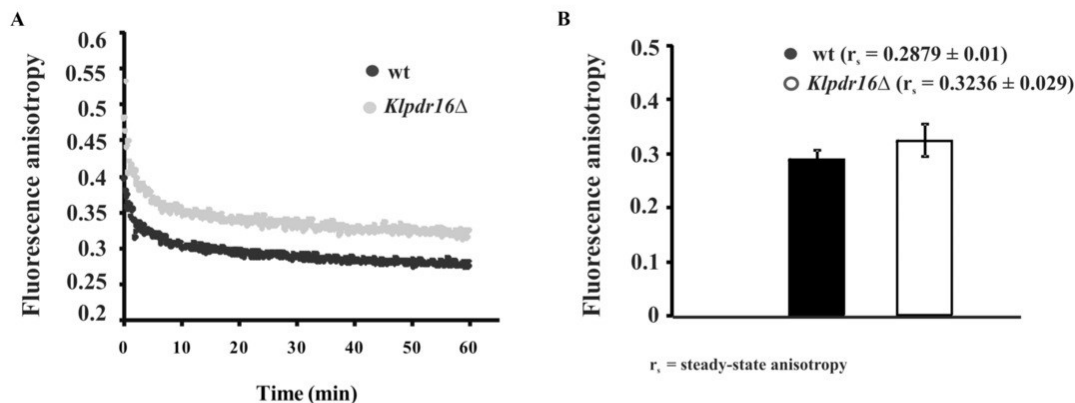 A
Fluorescence anisotropy
0.6
0.55
0.5
0.45
0.4
0.35
0.3
0.25
0.2
0 10 20 30 40 50 60
Time (min)
wt
Klpdr16Δ
B
Fluorescence anisotropy
0.5
0.4
0.3
0.2
0.1
0
wt (rs = 0.2879 ± 0.01)
Klpdr16Δ (rs = 0.3236 ± 0.029)
rs = steady-state anisotropy